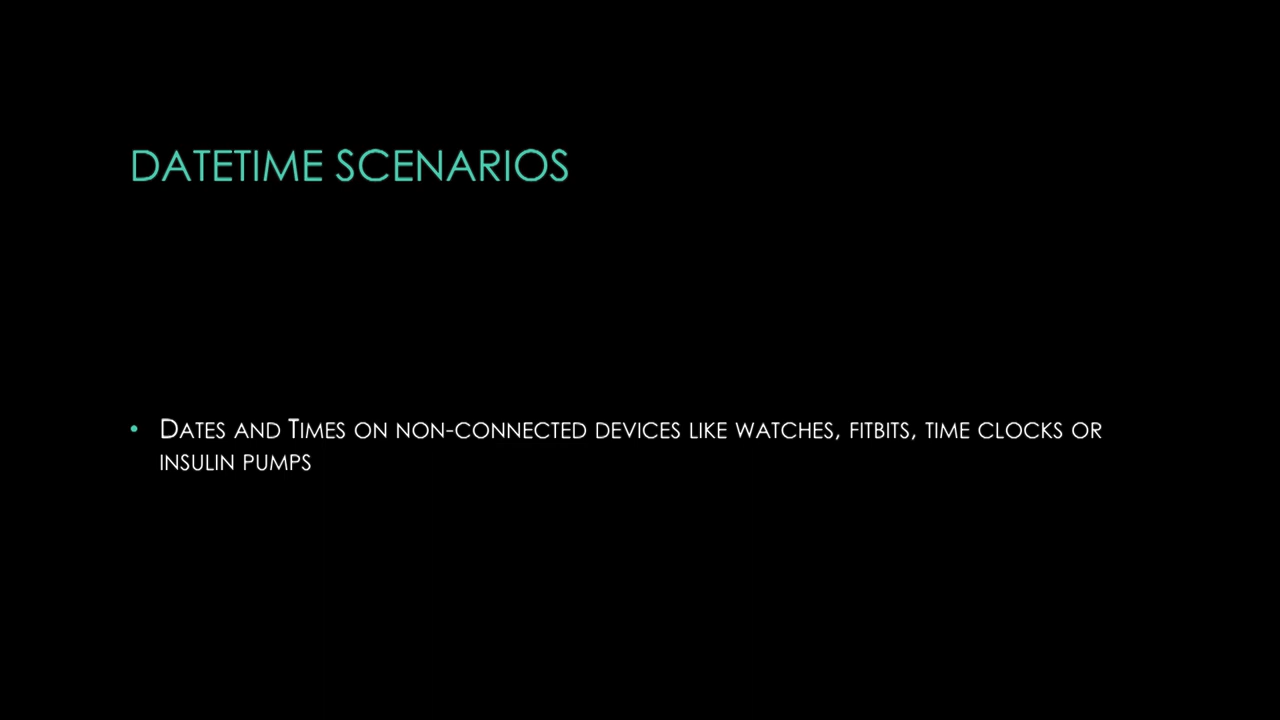 DATETIME SCENARIOS
• Dates and Times on non-connected devices like watches, fitbits, time clocks or
insulin pumps